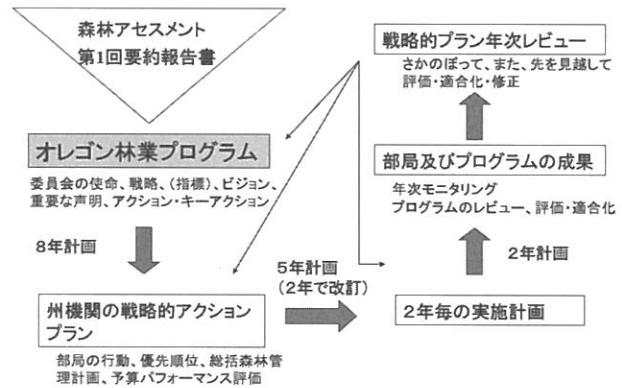 森林アセスメント
第1回要約報告書
オレゴン林業プログラム
委員会の使命、戦略、(指標)、ビジョン、
重要な声明、アクション・キーアクション
8年計画
州機関の戦略的アクション
プラン
部局の行動、優先順位、総括森林管
理計画、予算パフォーマンス評価
5年計画
(2年で改訂)
2年毎の実施計画
2年計画
部局及びプログラムの成果
年次モニタリング
プログラムのレビュー、評価・適合化
戦略的プラン年次レビュー
さかのぼって、また、先を見越して
評価・適合化・修正